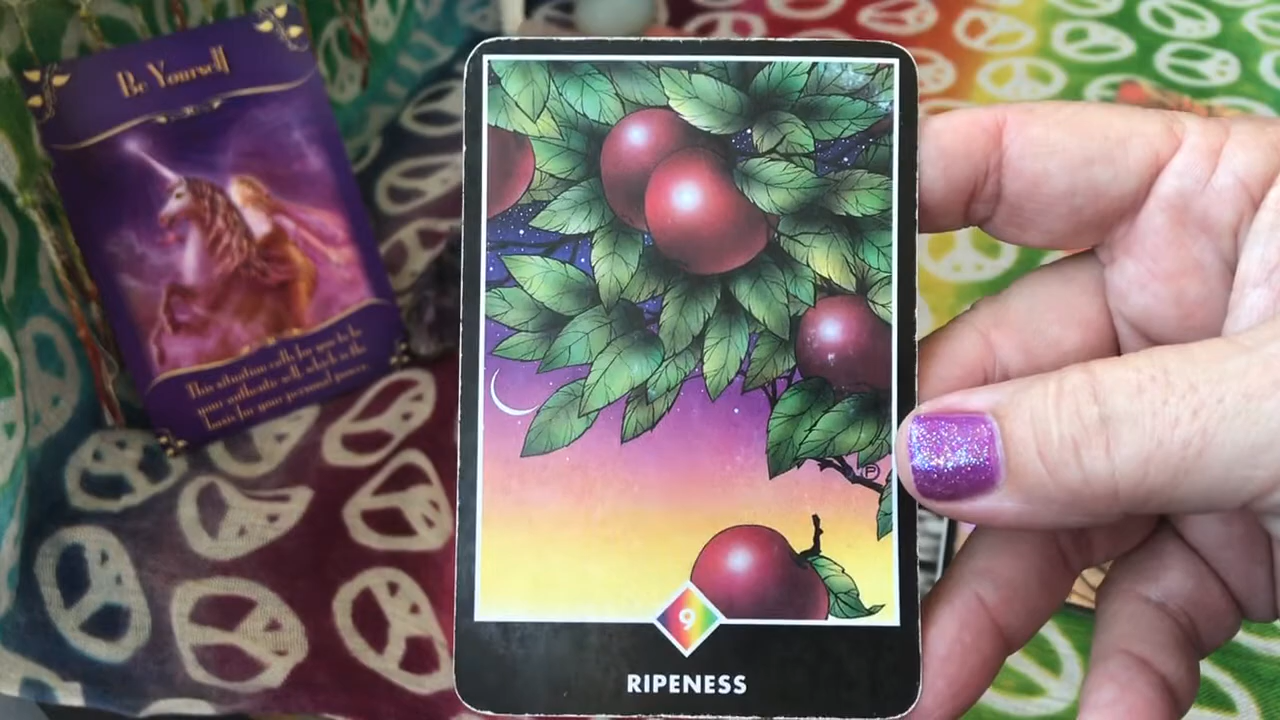 Be Yourself
This situation calls for you to be
your authentic self, which is the
basis for your personal power.
9
RIPENESS
P